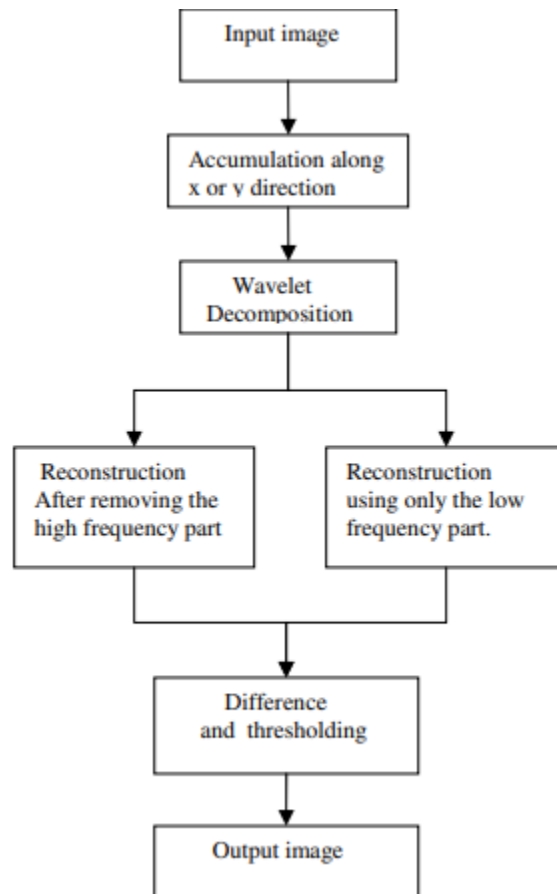 Input image
Accumulation along
x or y direction
Wavelet
Decomposition
Reconstruction
After removing the
high frequency part
Reconstruction
using only the low
frequency part.
Difference
and thresholding
Output image